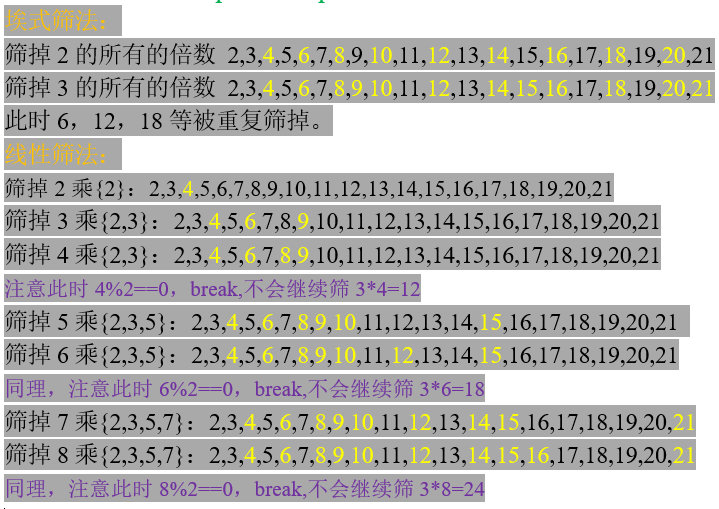 埃式筛法：
筛掉 2 的所有的倍数 2,3,4,5,6,7,8,9,10,11,12,13,14,15,16,17,18,19,20,21
筛掉 3 的所有的倍数 2,3,4,5,6,7,8,9,10,11,12,13,14,15,16,17,18,19,20,21
此时 6，12，18 等被重复筛掉。
线性筛法：
筛掉 2 乘{2}：2,3,4,5,6,7,8,9,10,11,12,13,14,15,16,17,18,19,20,21
筛掉 3 乘{2,3}：2,3,4,5,6,7,8,9,10,11,12,13,14,15,16,17,18,19,20,21
筛掉 4 乘{2,3}：2,3,4,5,6,7,8,9,10,11,12,13,14,15,16,17,18,19,20,21
注意此时 4%2==0，break,不会继续筛 3*4=12
筛掉 5 乘{2,3,5}：2,3,4,5,6,7,8,9,10,11,12,13,14,15,16,17,18,19,20,21
筛掉 6 乘{2,3,5}：2,3,4,5,6,7,8,9,10,11,12,13,14,15,16,17,18,19,20,21
同理，注意此时 6%2==0，break,不会继续筛 3*6=18
筛掉 7 乘{2,3,5,7}：2,3,4,5,6,7,8,9,10,11,12,13,14,15,16,17,18,19,20,21
筛掉 8 乘{2,3,5,7}：2,3,4,5,6,7,8,9,10,11,12,13,14,15,16,17,18,19,20,21
同理，注意此时 8%2==0，break,不会继续筛 3*8=24